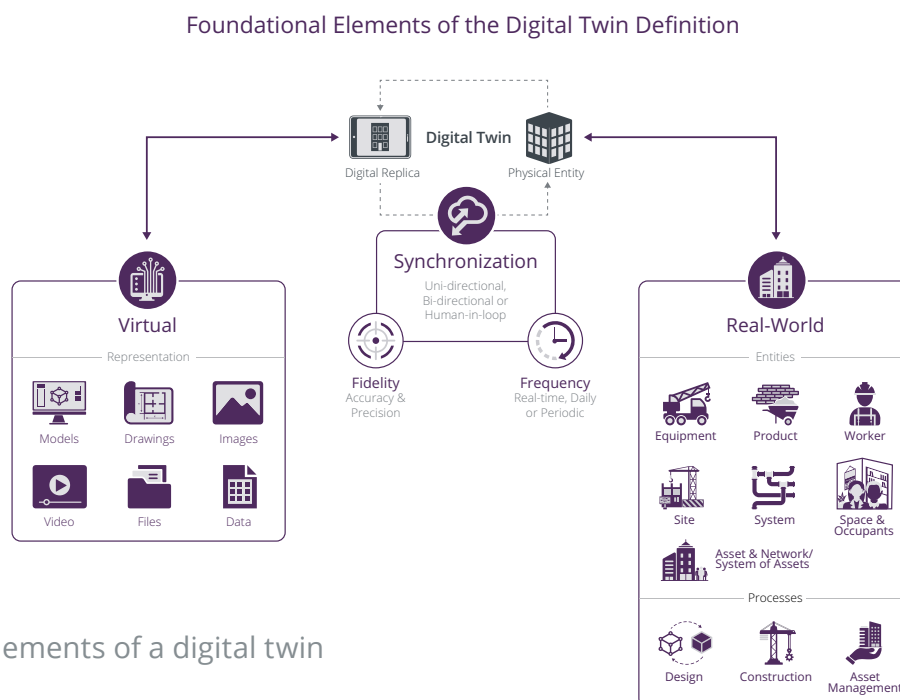 Foundational Elements of the Digital Twin Definition
Digital Twin
Digital Replica
Physical Entity
Synchronization
Uni-directional,
Bi-directional or
Human-in-loop
Fidelity
Accuracy &
Precision
Frequency
Real-time, Daily
or Periodic
Virtual
Representation
Models
Drawings
Images
Video
Files
Data
Real-World
Entities
Equipment
Product
Worker
Site
System
Space &
Occupants
Asset & Network/
System of Assets
Processes
Design
Construction
Asset
Management
ements of a digital twin